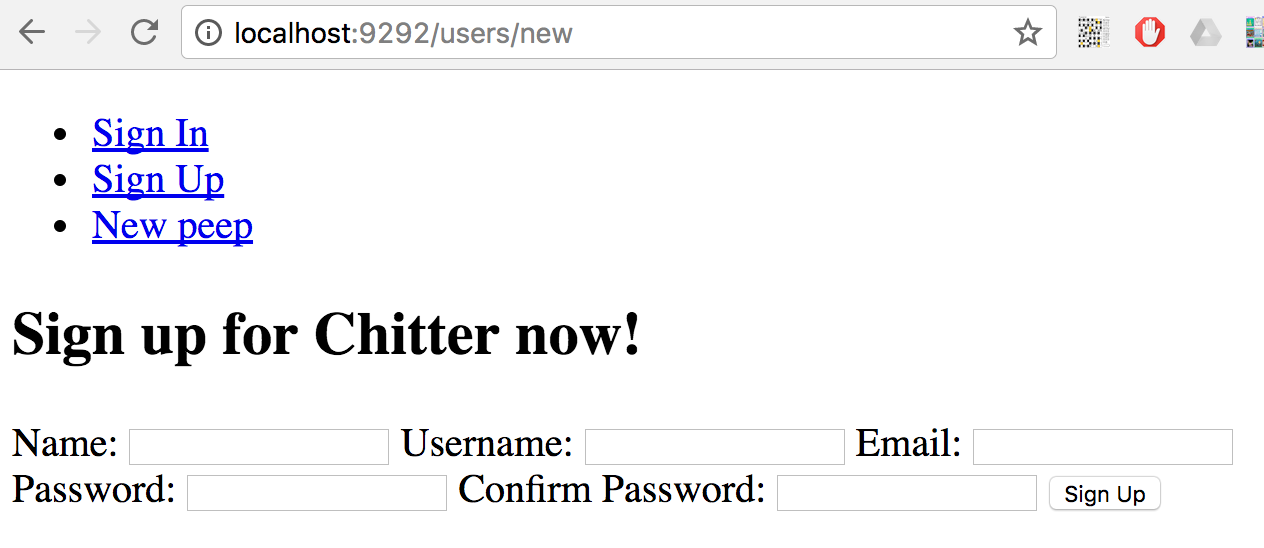 localhost:9292/users/new
Sign In
Sign Up
New peep
Sign up for Chitter now!
Name: Username: Email:
Password: Confirm Password: Sign Up